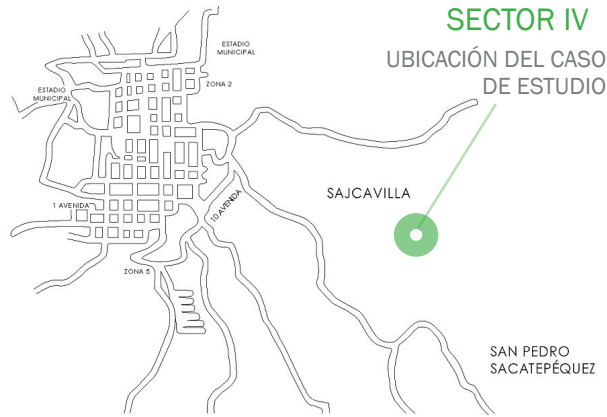 SECTOR IV
UBICACIÓN DEL CASO
DE ESTUDIO
ESTADIO
MUNICIPAL
ZONA 2
ESTADIO
MUNICIPAL
SAJCAVILLA
1 AVENIDA
10 AVENIDA
ZONA 5
SAN PEDRO
SACATEPÉQUEZ